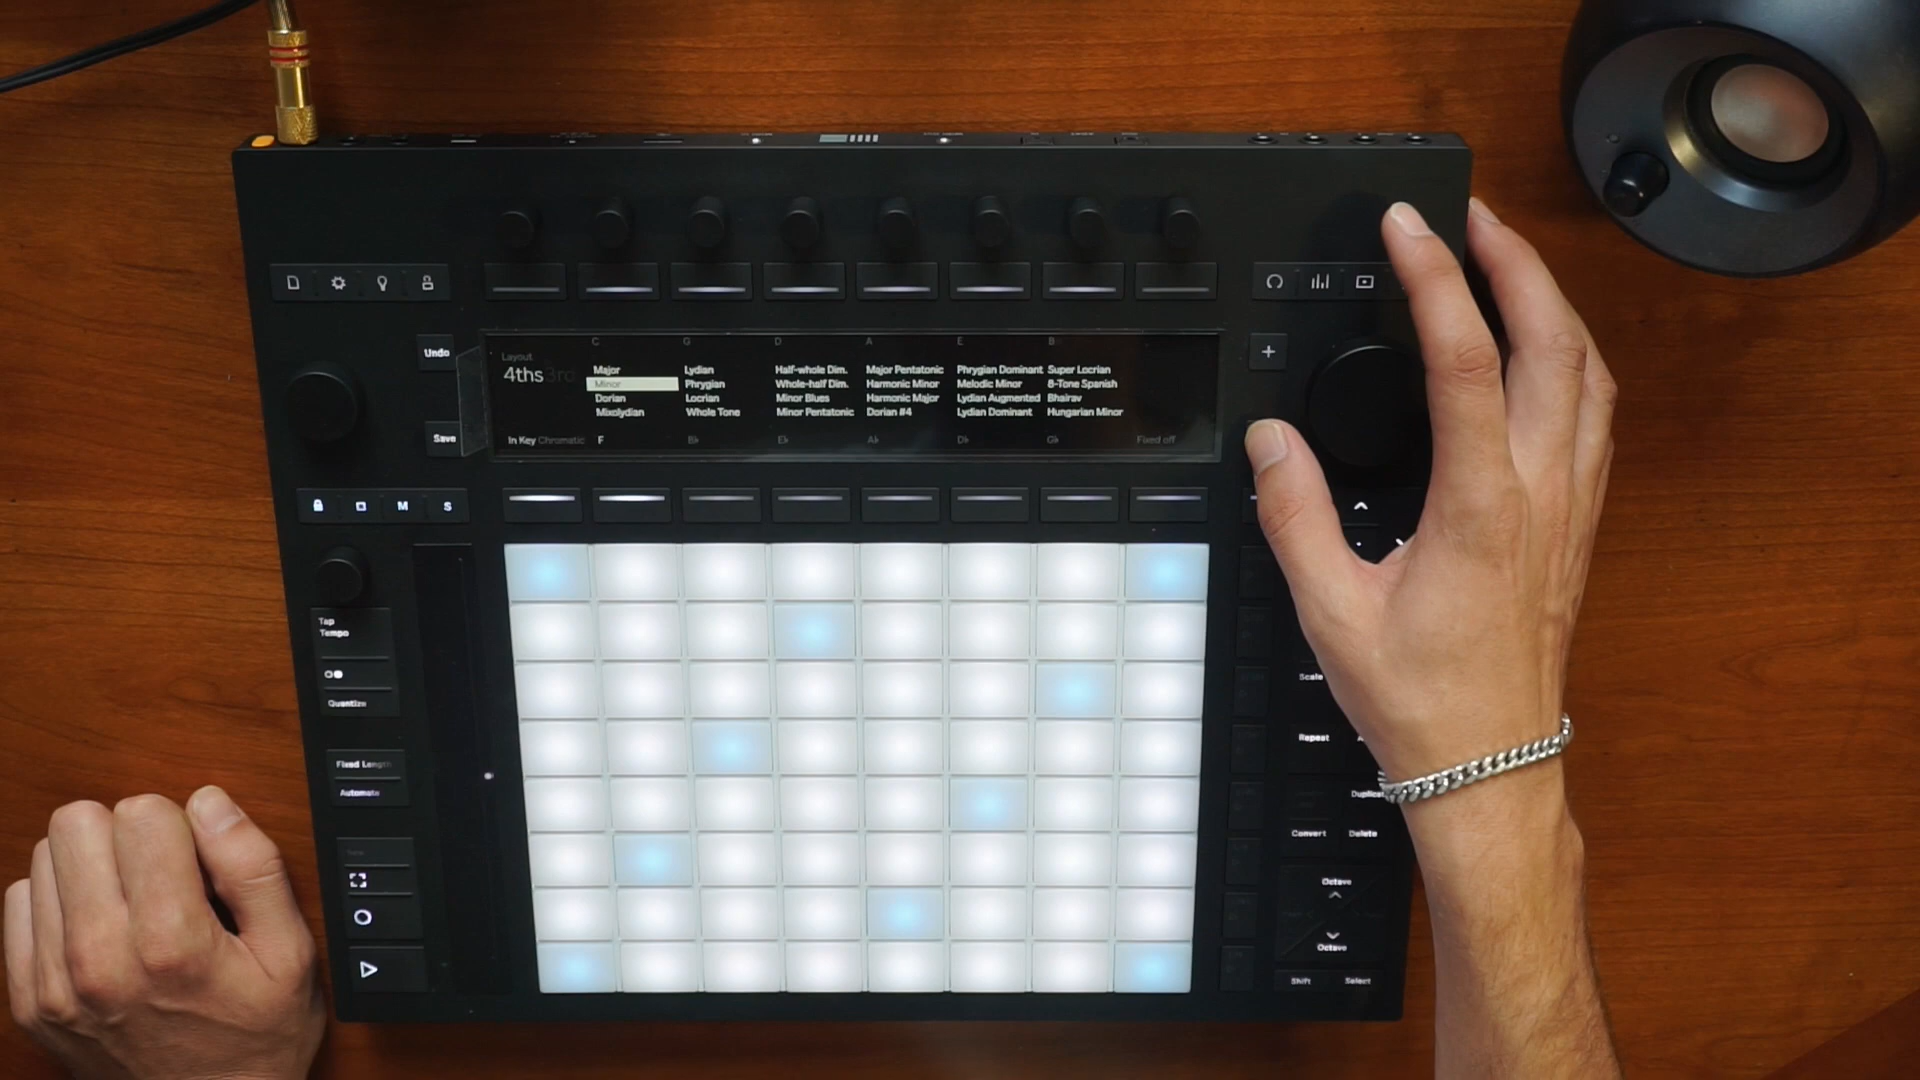 Undo
Save
C G D A E B
Layout
4ths 3rd
Major Lydian Half-whole Dim. Major Pentatonic Phrygian Dominant Super Locrian
Minor Phrygian Whole-half Dim. Harmonic Minor Melodic Minor 8-Tone Spanish
Dorian Locrian Minor Blues Harmonic Major Lydian Augmented Bhairav
Mixolydian Whole Tone Minor Pentatonic Dorian #4 Lydian Dominant Hungarian Minor
In Key Chromatic F B♭ E♭ A♭ D♭ G♭ Fixed off
M S
Tap
Tempo
Quantize
Fixed Length
Automate
Scale
Repeat
Convert Delete
Octave
Octave
Shift Select